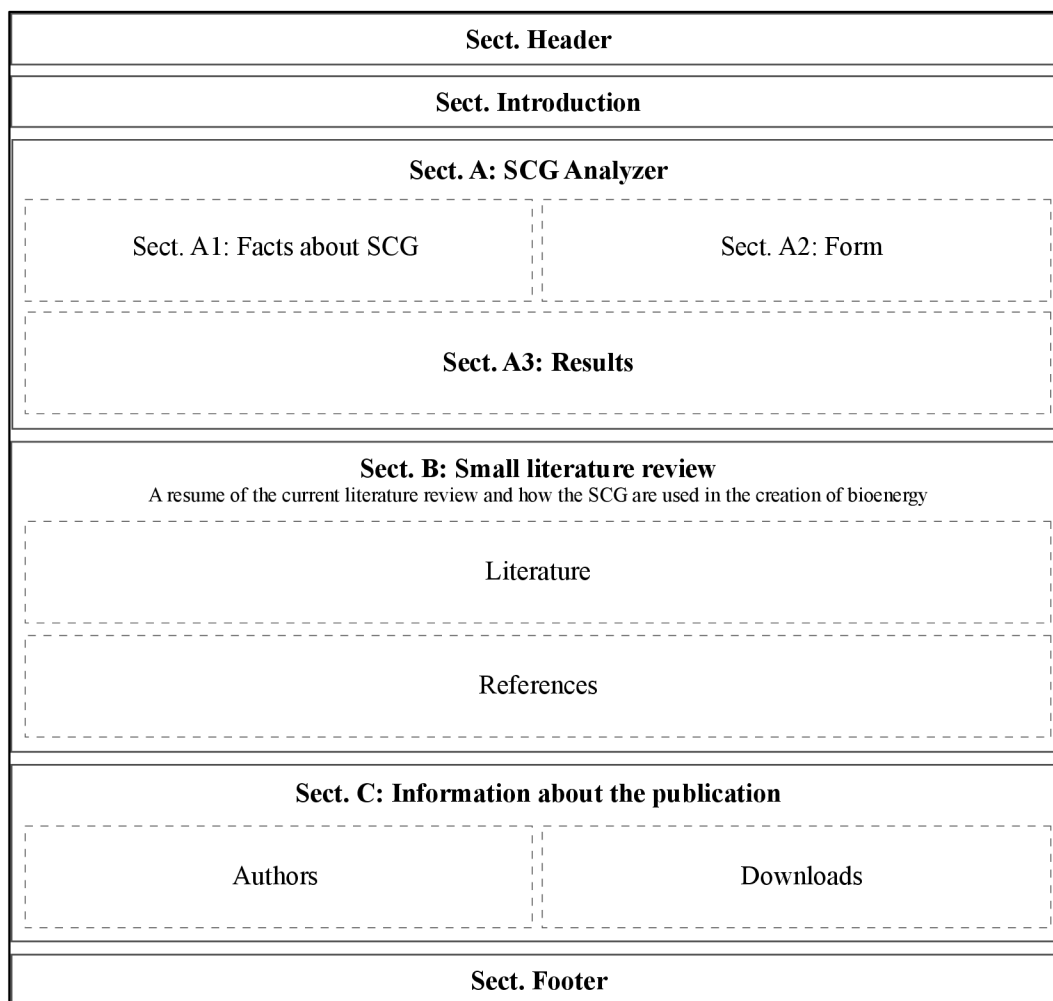 Sect. Header
Sect. Introduction
Sect. A: SCG Analyzer
Sect. A1: Facts about SCG
Sect. A2: Form
Sect. A3: Results
Sect. B: Small literature review
A resume of the current literature review and how the SCG are used in the creation of bioenergy
Literature
References
Sect. C: Information about the publication
Authors
Downloads
Sect. Footer